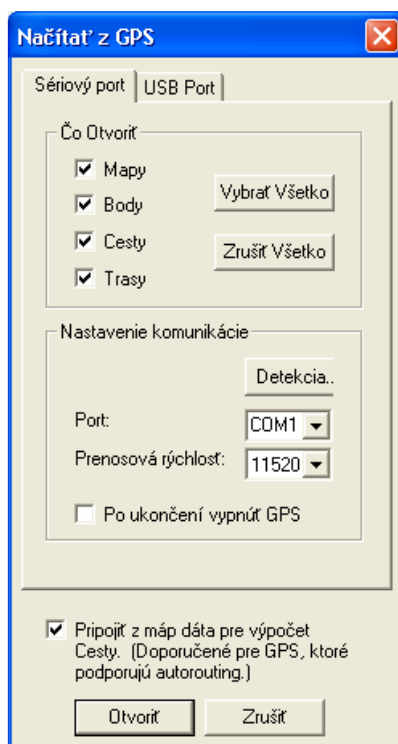 Načítať z GPS
Sériový port USB Port
Čo Otvoriť
Mapy
Vybrať Všetko
Body
Cesty
Zrušiť Všetko
Trasy
Nastavenie komunikácie
Detekcia..
Port: COM1
Prenosová rýchlosť: 11520
Po ukončení vypnúť GPS
Pripojiť z máp dáta pre výpočet
Cesty. (Doporučené pre GPS, ktoré
podporujú autorouting.)
Otvoriť Zrušiť